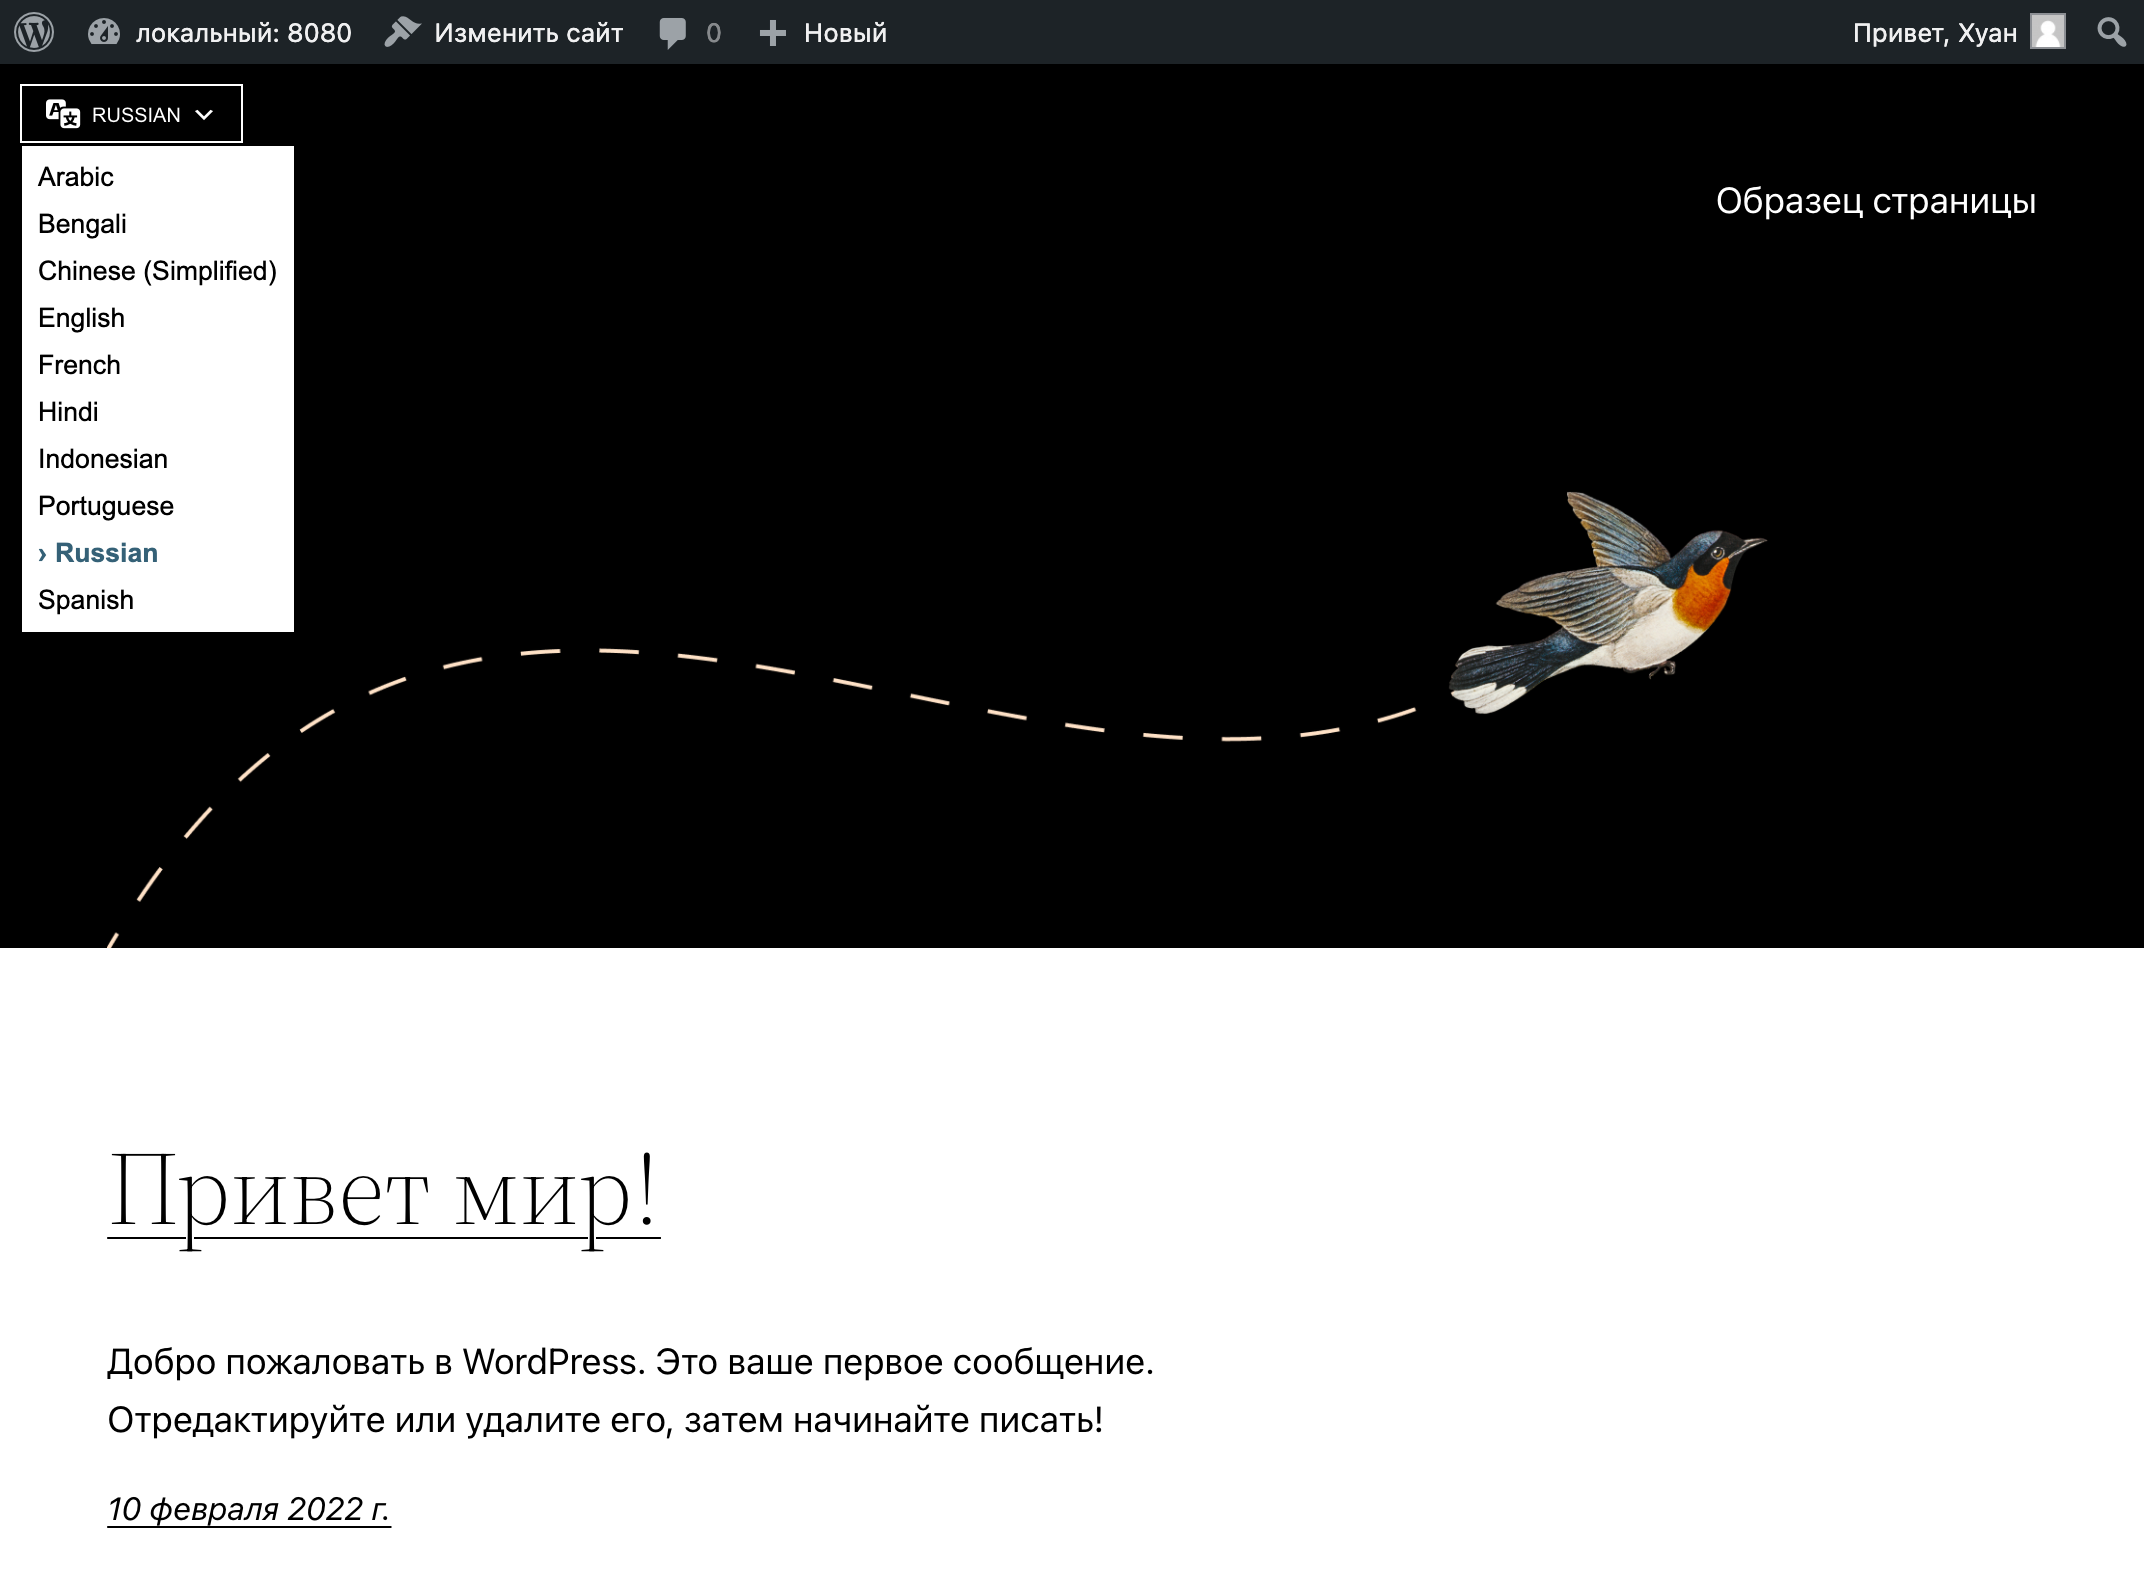 локальный: 8080 Изменить сайт 0 Новый Привет, Хуан
RUSSIAN
Arabic
Bengali
Chinese (Simplified)
English
French
Hindi
Indonesian
Portuguese
› Russian
Spanish
Образец страницы
Привет мир!
Добро пожаловать в WordPress. Это ваше первое сообщение.
Отредактируйте или удалите его, затем начинайте писать!
10 февраля 2022 г.